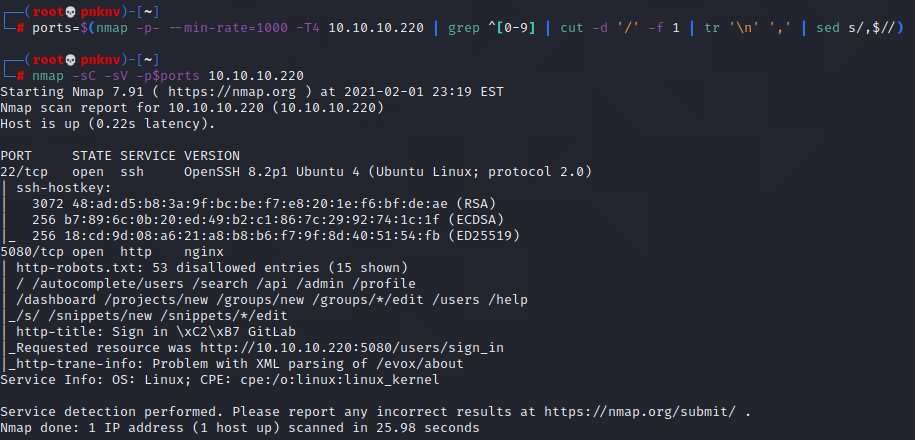 ┌──(root💀pnknv)-[~]
└─# ports=$(nmap -p- --min-rate=1000 -T4 10.10.10.220 | grep ^[0-9] | cut -d '/' -f 1 | tr '\n' ',' | sed s/,$//)
┌──(root💀pnknv)-[~]
└─# nmap -sC -sV -p$ports 10.10.10.220
Starting Nmap 7.91 ( https://nmap.org ) at 2021-02-01 23:19 EST
Nmap scan report for 10.10.10.220 (10.10.10.220)
Host is up (0.22s latency).
PORT     STATE SERVICE VERSION
22/tcp   open  ssh     OpenSSH 8.2p1 Ubuntu 4 (Ubuntu Linux; protocol 2.0)
| ssh-hostkey:
|   3072 48:ad:d5:b8:3a:9f:bc:be:f7:e8:20:1e:f6:bf:de:ae (RSA)
|   256 b7:89:6c:0b:20:ed:49:b2:c1:86:7c:29:92:74:1c:1f (ECDSA)
|_  256 18:cd:9d:08:a6:21:a8:b8:b6:f7:9f:8d:40:51:54:fb (ED25519)
5080/tcp open  http    nginx
| http-robots.txt: 53 disallowed entries (15 shown)
| / /autocomplete/users /search /api /admin /profile
| /dashboard /projects/new /groups/new /groups/*/edit /users /help
|_/s/ /snippets/new /snippets/*/edit
| http-title: Sign in \xC2\xB7 GitLab
|_Requested resource was http://10.10.10.220:5080/users/sign_in
|_http-trane-info: Problem with XML parsing of /evox/about
Service Info: OS: Linux; CPE: cpe:/o:linux:linux_kernel
Service detection performed. Please report any incorrect results at https://nmap.org/submit/ .
Nmap done: 1 IP address (1 host up) scanned in 25.98 seconds